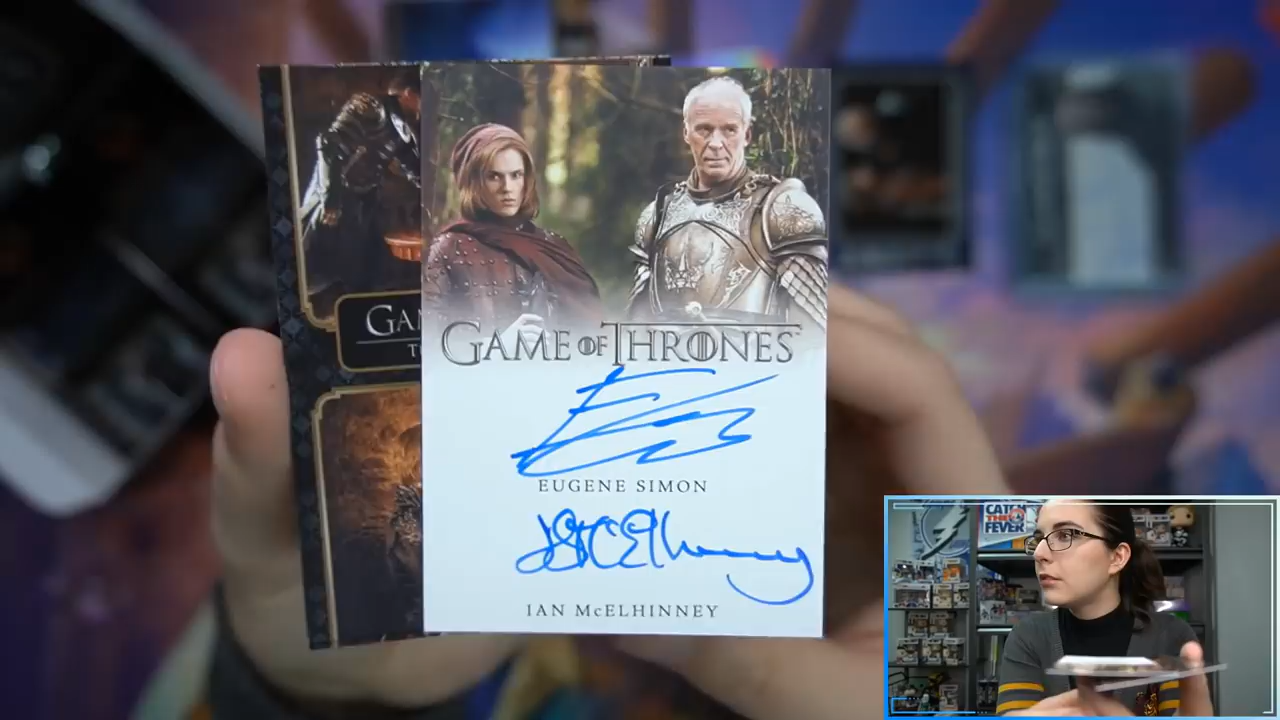 GAME OF THRONES
EUGENE SIMON
IAN McELHINNEY
GA
T
CATCH
THE
FEVER